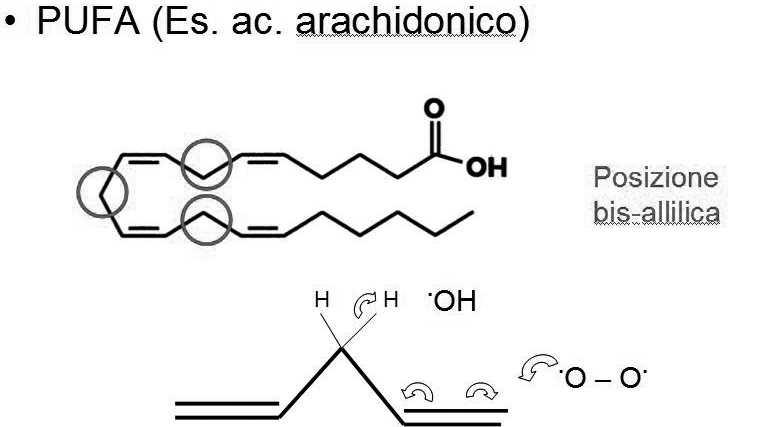 • PUFA (Es. ac. arachidonico)
O
OH
Posizione
bis-allilica
H H ·OH
·O – O·